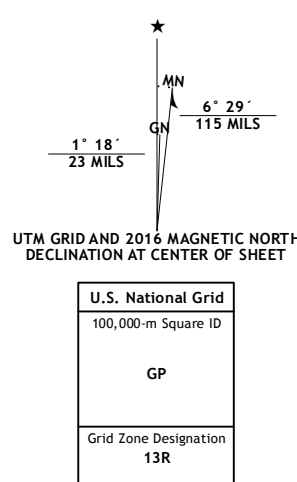 ★
MN
GN
6° 29´
115 MILS
1° 18´
23 MILS
UTM GRID AND 2016 MAGNETIC NORTH
DECLINATION AT CENTER OF SHEET
U.S. National Grid
100,000-m Square ID
GP
Grid Zone Designation
13R